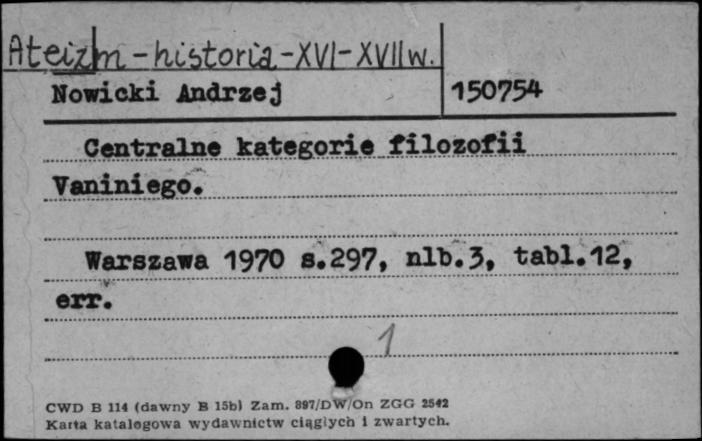 Ateizm - historia - XVI - XVII w.
Nowicki Andrzej 150754
Centralne kategorie filozofii
Vaniniego.
Warszawa 1970 s.297, nlb.3, tabl.12,
err.
1
CWD B 114 (dawny B 15b) Zam. 897/DW/On ZGG 2542
Karta katalogowa wydawnictw ciągłych i zwartych.